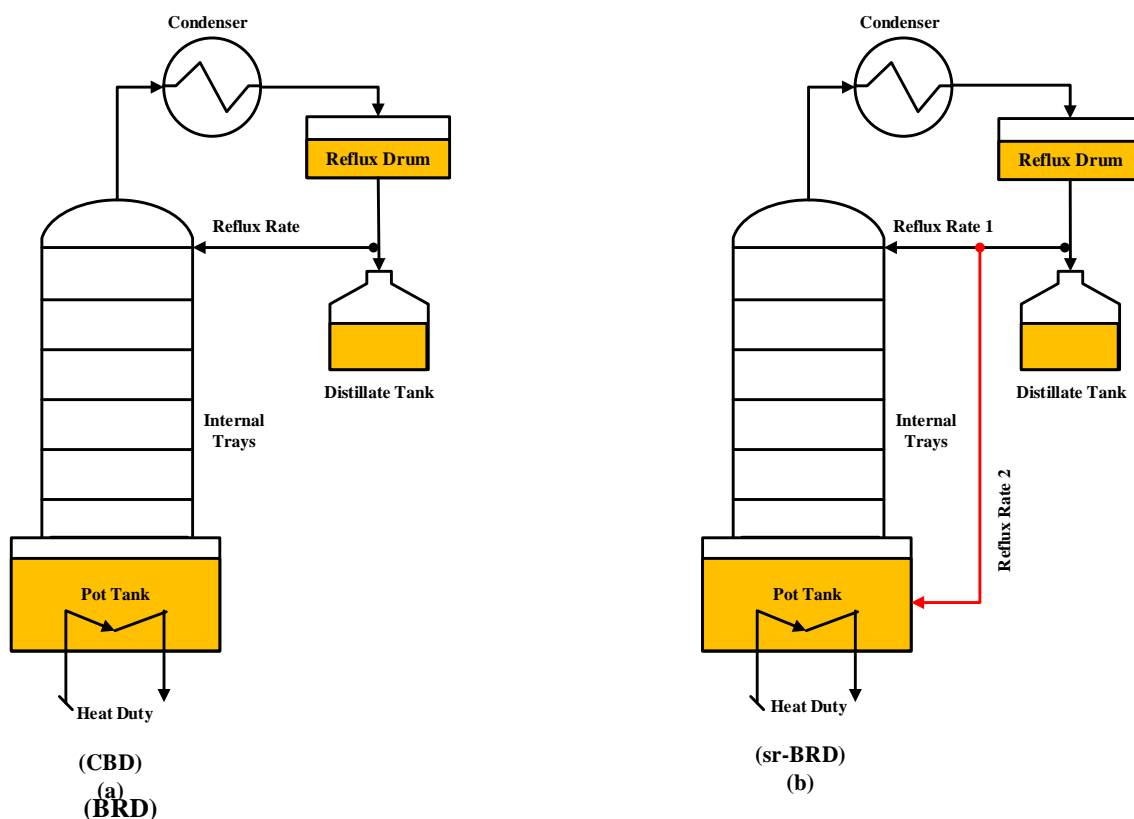 Condenser
Reflux Drum
Reflux Rate
Distillate Tank
Internal
Trays
Pot Tank
Heat Duty
(CBD)
(a)
(BRD)
Condenser
Reflux Drum
Reflux Rate 1
Distillate Tank
Internal
Trays
Reflux Rate 2
Pot Tank
Heat Duty
(sr-BRD)
(b)